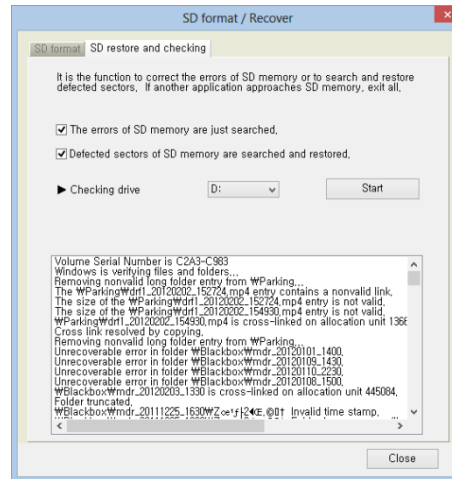 SD format / Recover
SD format
SD restore and checking
It is the function to correct the errors of SD memory or to search and restore
defected sectors, If another application approaches SD memory, exit all,
The errors of SD memory are just searched,
Defected sectors of SD memory are searched and restored,
▶ Checking drive
D:
Start
Volume Serial Number is C2A3-C983
Windows is verifying files and folders,,,
Removing nonvalid long folder entry from ₩Parking,,,
The ₩Parking₩drf1_20120202_152724,mp4 entry contains a nonvalid link,
The size of the ₩Parking₩drf1_20120202_152724,mp4 entry is not valid,
The size of the ₩Parking₩drf1_20120202_154930,mp4 entry is not valid,
₩Parking₩drf1_20120202_154930,mp4 is cross-linked on allocation unit 1366
Cross link resolved by copying,
Removing nonvalid long folder entry from ₩Parking,,,
Unrecoverable error in folder ₩Blackbox₩mdr_20120101_1400,
Unrecoverable error in folder ₩Blackbox₩mdr_20120109_1430,
Unrecoverable error in folder ₩Blackbox₩mdr_20120110_2230,
Unrecoverable error in folder ₩Blackbox₩mdr_20120108_1500,
₩Blackbox₩mdr_20120203_1330 is cross-linked on allocation unit 445084,
Folder truncated,
₩Blackbox₩mdr_20111225_1630 Invalid time stamp,
Close